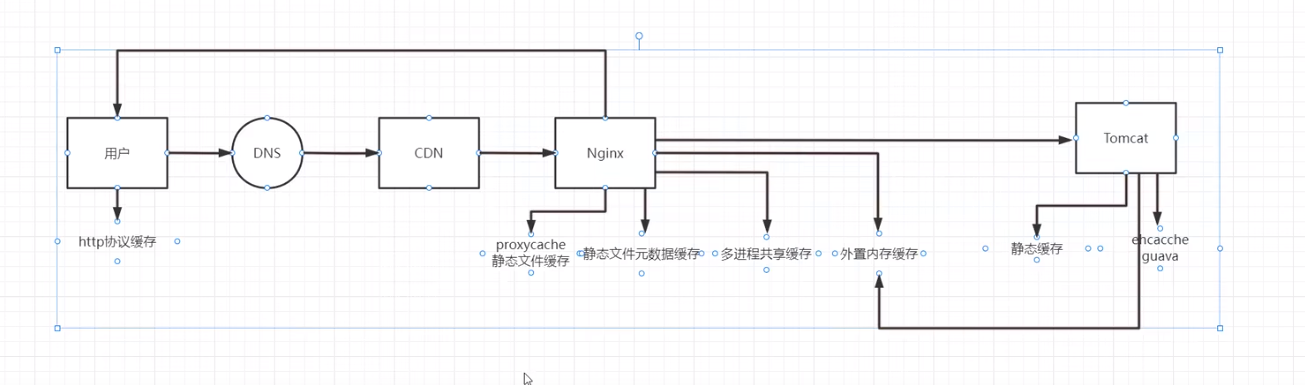 用户
DNS
CDN
Nginx
Tomcat
http协议缓存
proxycache
静态文件缓存
静态文件元数据缓存
多进程共享缓存
外置内存缓存
静态缓存
ehcacche
guava